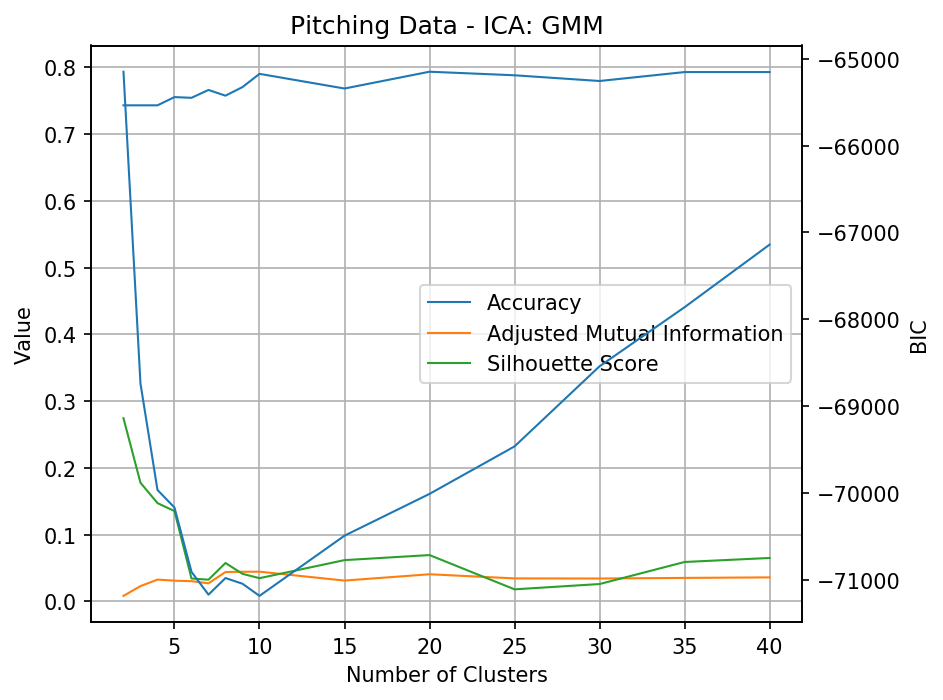 Pitching Data - ICA: GMM
0.8
0.7
0.6
0.5
0.4
0.3
0.2
0.1
0.0
Value
−65000
−66000
−67000
−68000
−69000
−70000
−71000
BIC
Accuracy
Adjusted Mutual Information
Silhouette Score
5 10 15 20 25 30 35 40
Number of Clusters